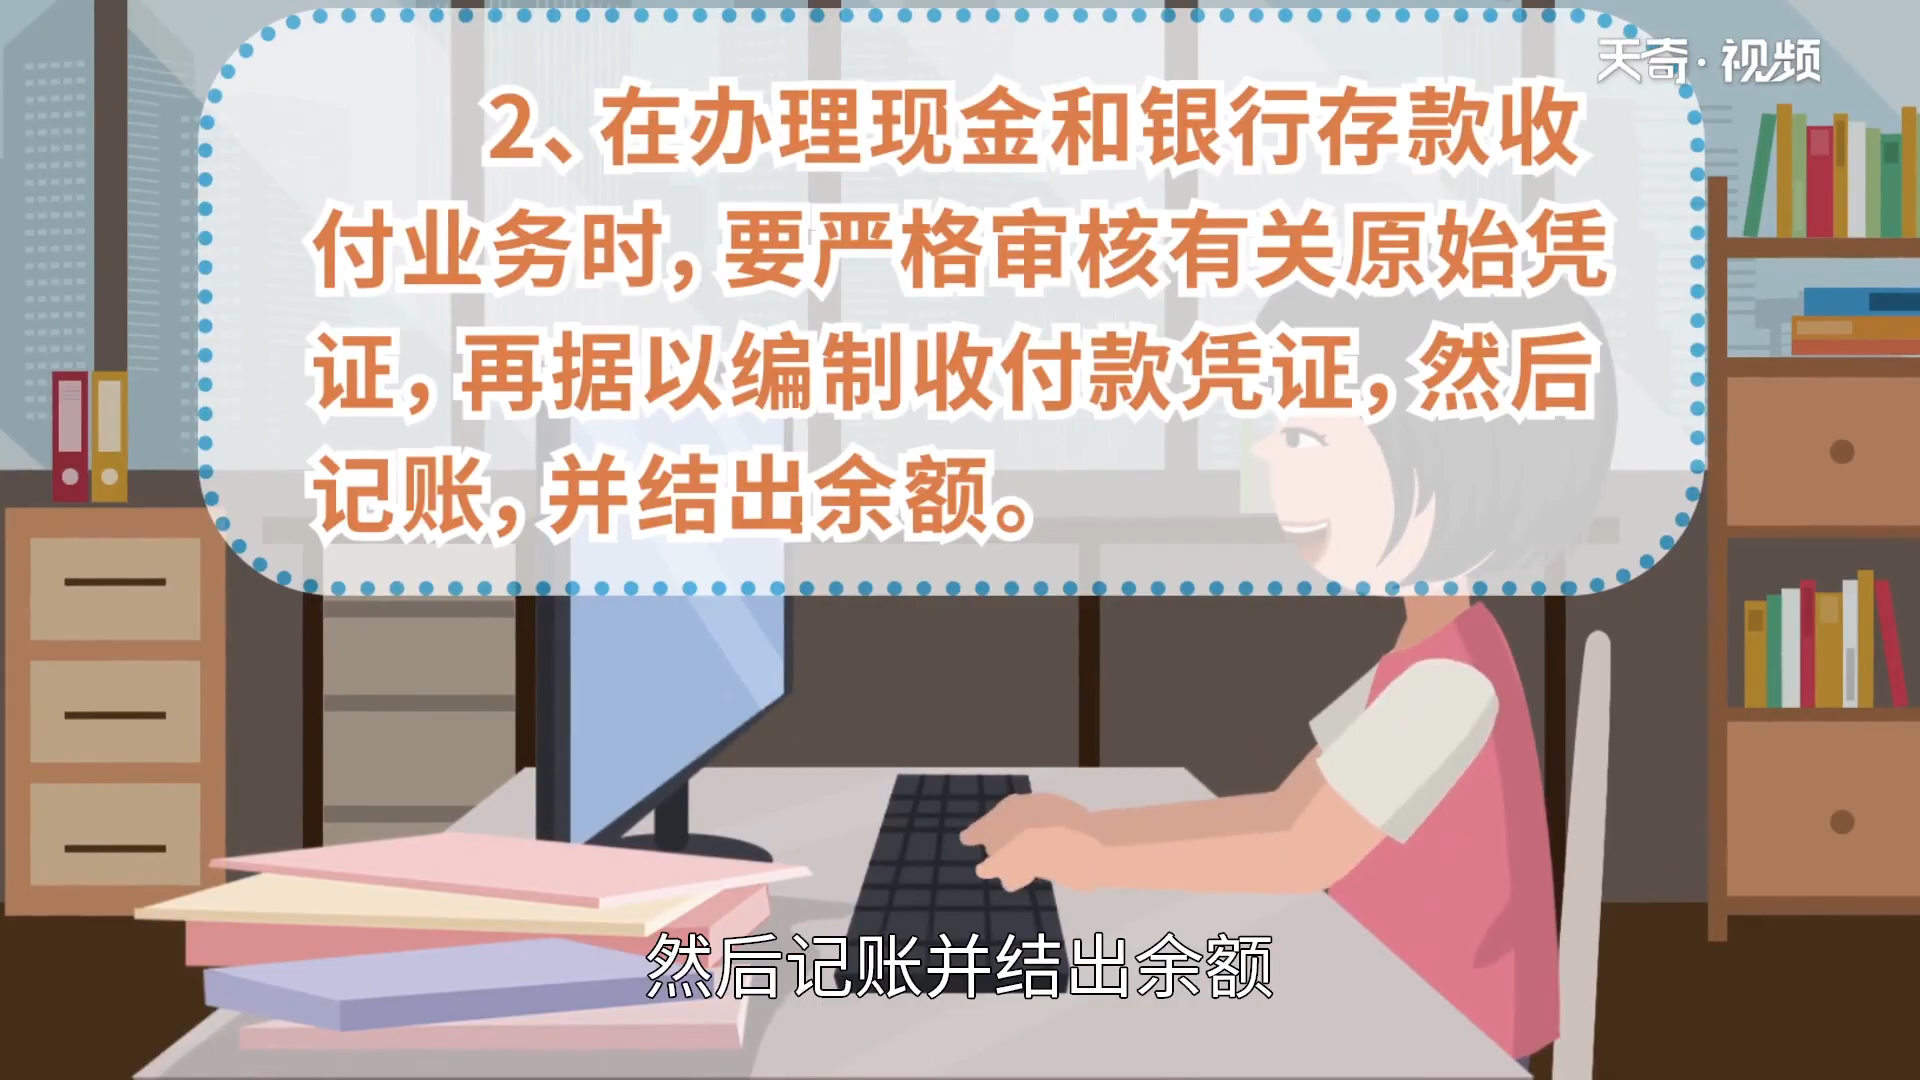 天奇·视频
2、在办理现金和银行存款收
付业务时，要严格审核有关原始凭
证，再据以编制收付款凭证，然后
记账，并结出余额。
然后记账并结出余额